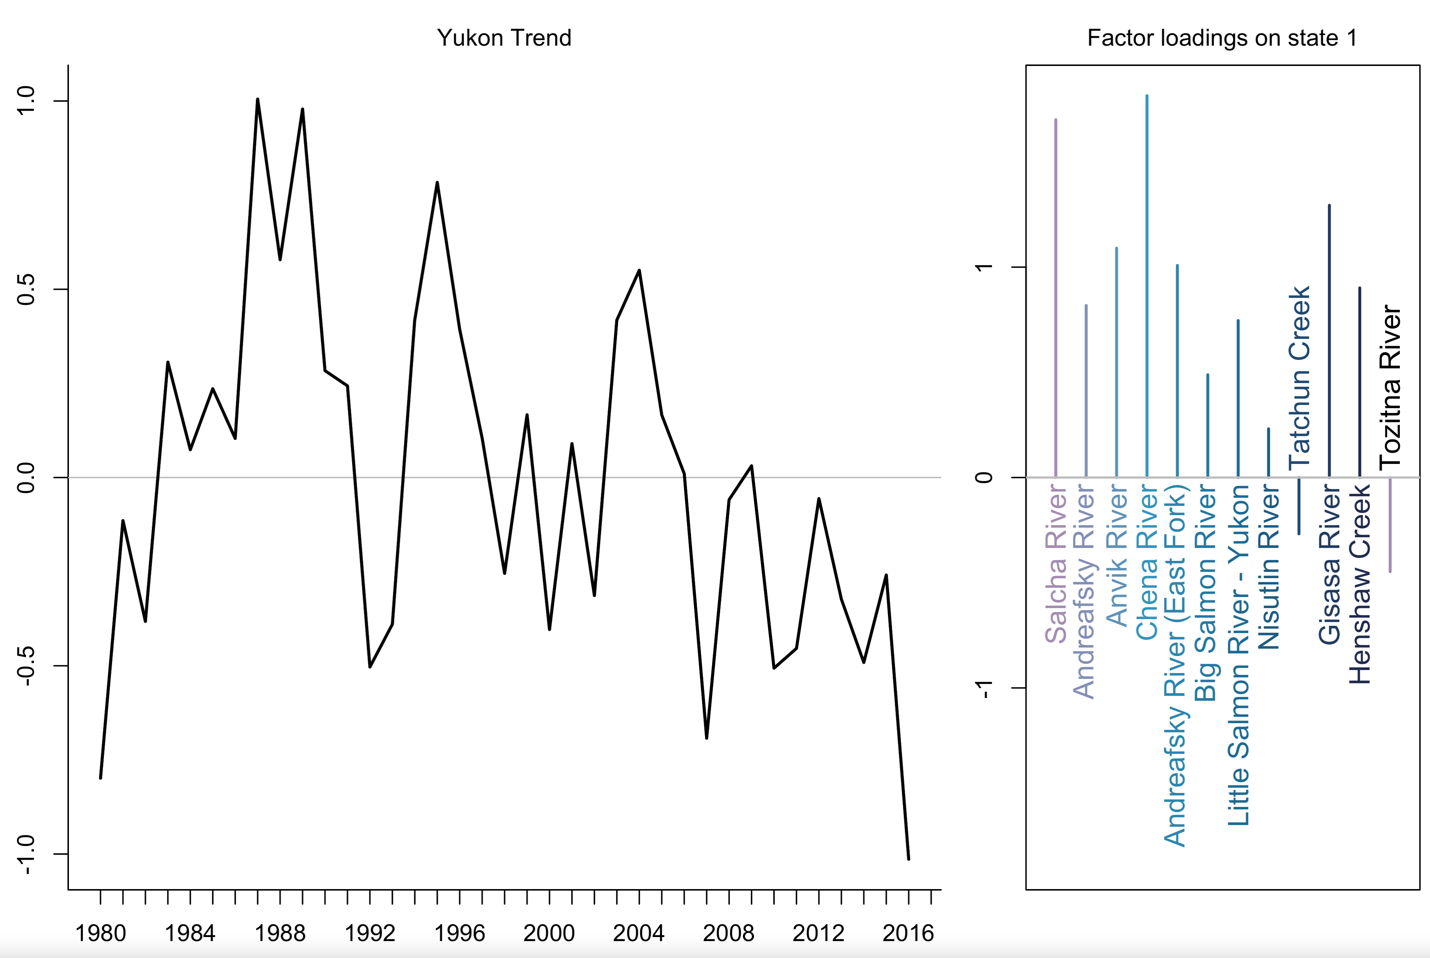 Yukon Trend
1.0
0.5
0.0
-0.5
-1.0
1980 1984 1988 1992 1996 2000 2004 2008 2012 2016
Factor loadings on state 1
1
0
-1
Salcha River
Andreafsky River
Anvik River
Chena River
Andreafsky River (East Fork)
Big Salmon River
Little Salmon River - Yukon
Nisutlin River
Tatchun Creek
Gisasa River
Henshaw Creek
Tozitna River